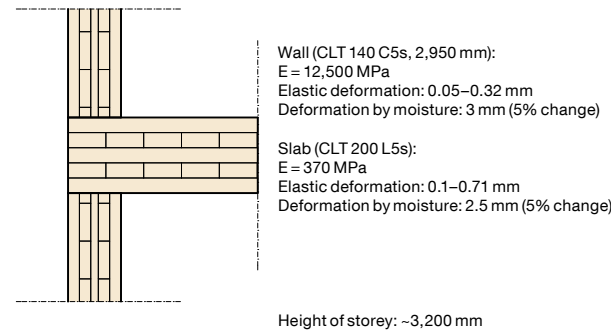 Wall (CLT 140 C5s, 2,950 mm):
E = 12,500 MPa
Elastic deformation: 0.05–0.32 mm
Deformation by moisture: 3 mm (5% change)
Slab (CLT 200 L5s):
E = 370 MPa
Elastic deformation: 0.1–0.71 mm
Deformation by moisture: 2.5 mm (5% change)
Height of storey: ~3,200 mm